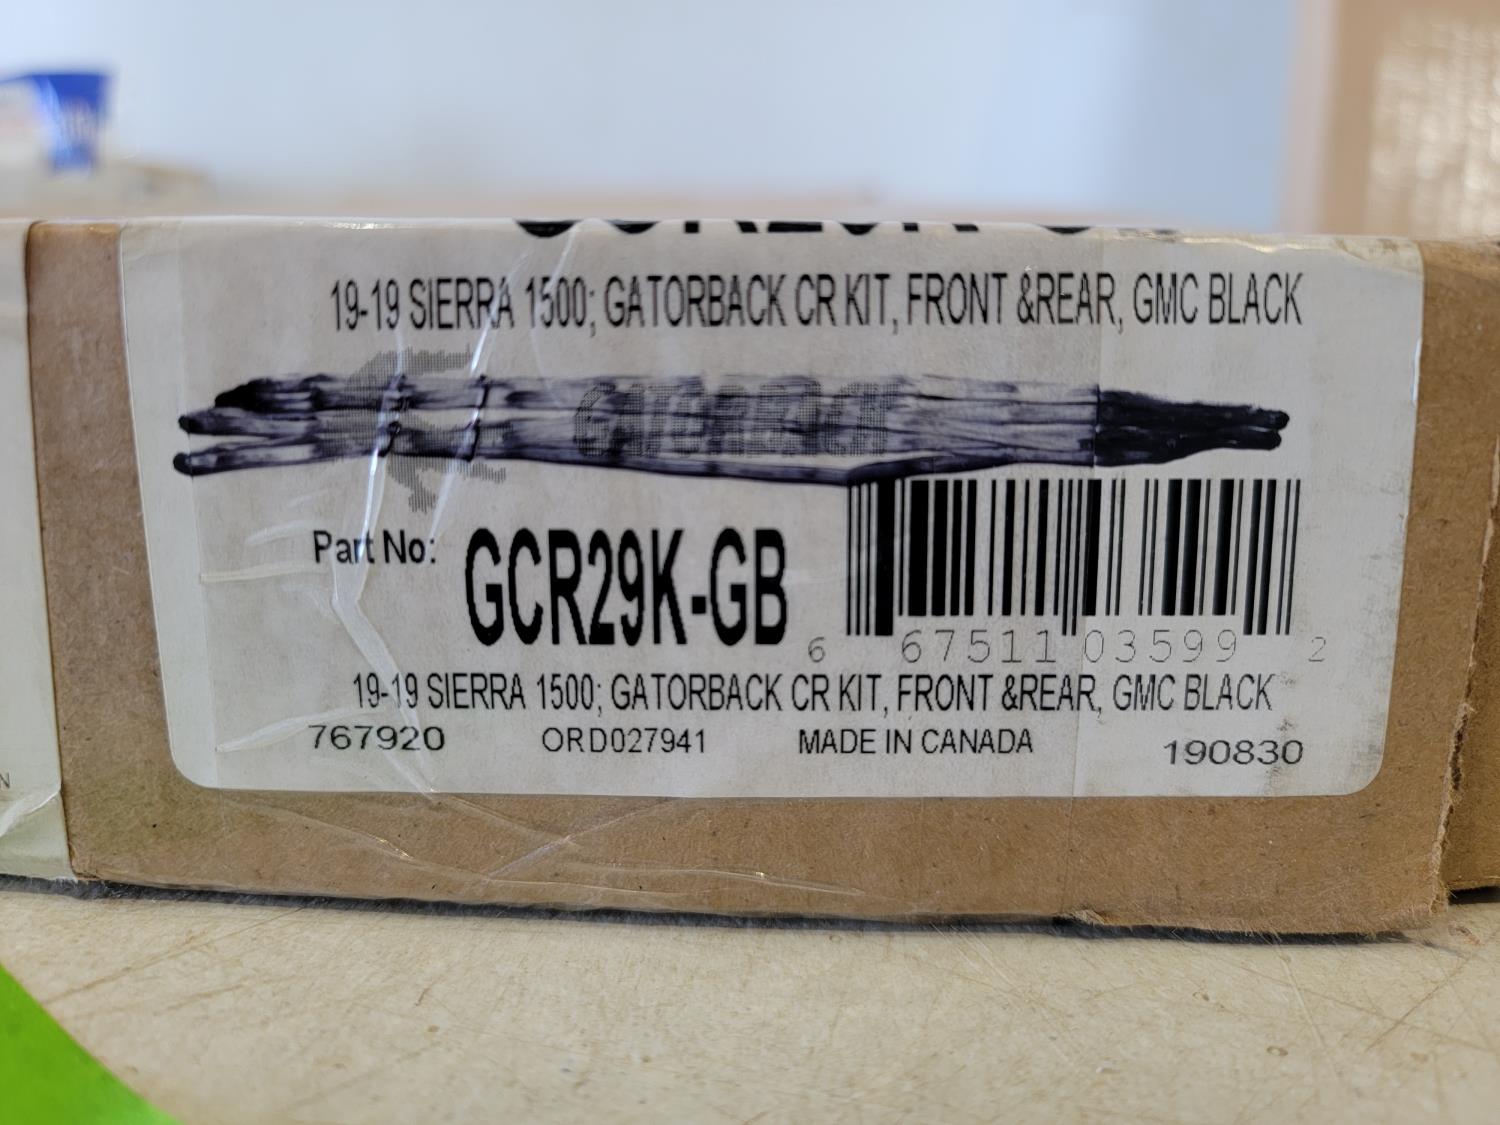 19-19 SIERRA 1500; GATORBACK CR KIT, FRONT &REAR, GMC BLACK
GATORBACK
Part No: GCR29K-GB
6 67511 03599 2
19-19 SIERRA 1500; GATORBACK CR KIT, FRONT &REAR, GMC BLACK
767920 ORD027941 MADE IN CANADA 190830